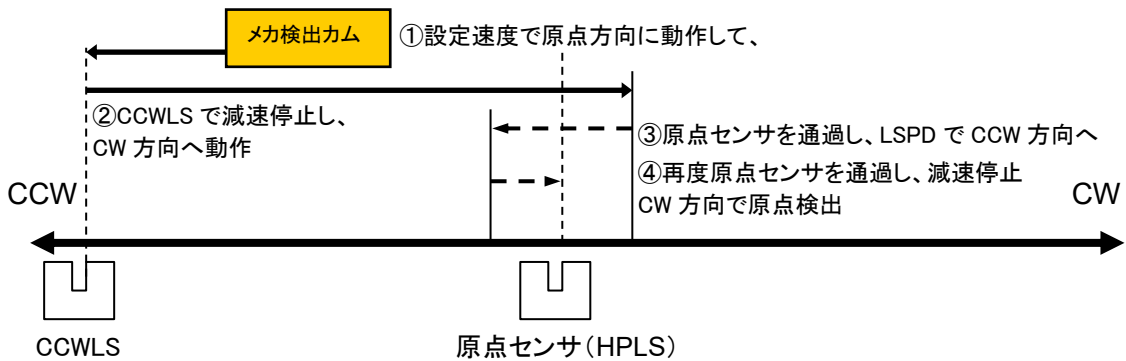 メカ検出カム
①設定速度で原点方向に動作して、
②CCWLS で減速停止し、
CW 方向へ動作
③原点センサを通過し、LSPD で CCW 方向へ
④再度原点センサを通過し、減速停止
CW 方向で原点検出
CCW
CW
CCWLS
原点センサ(HPLS)